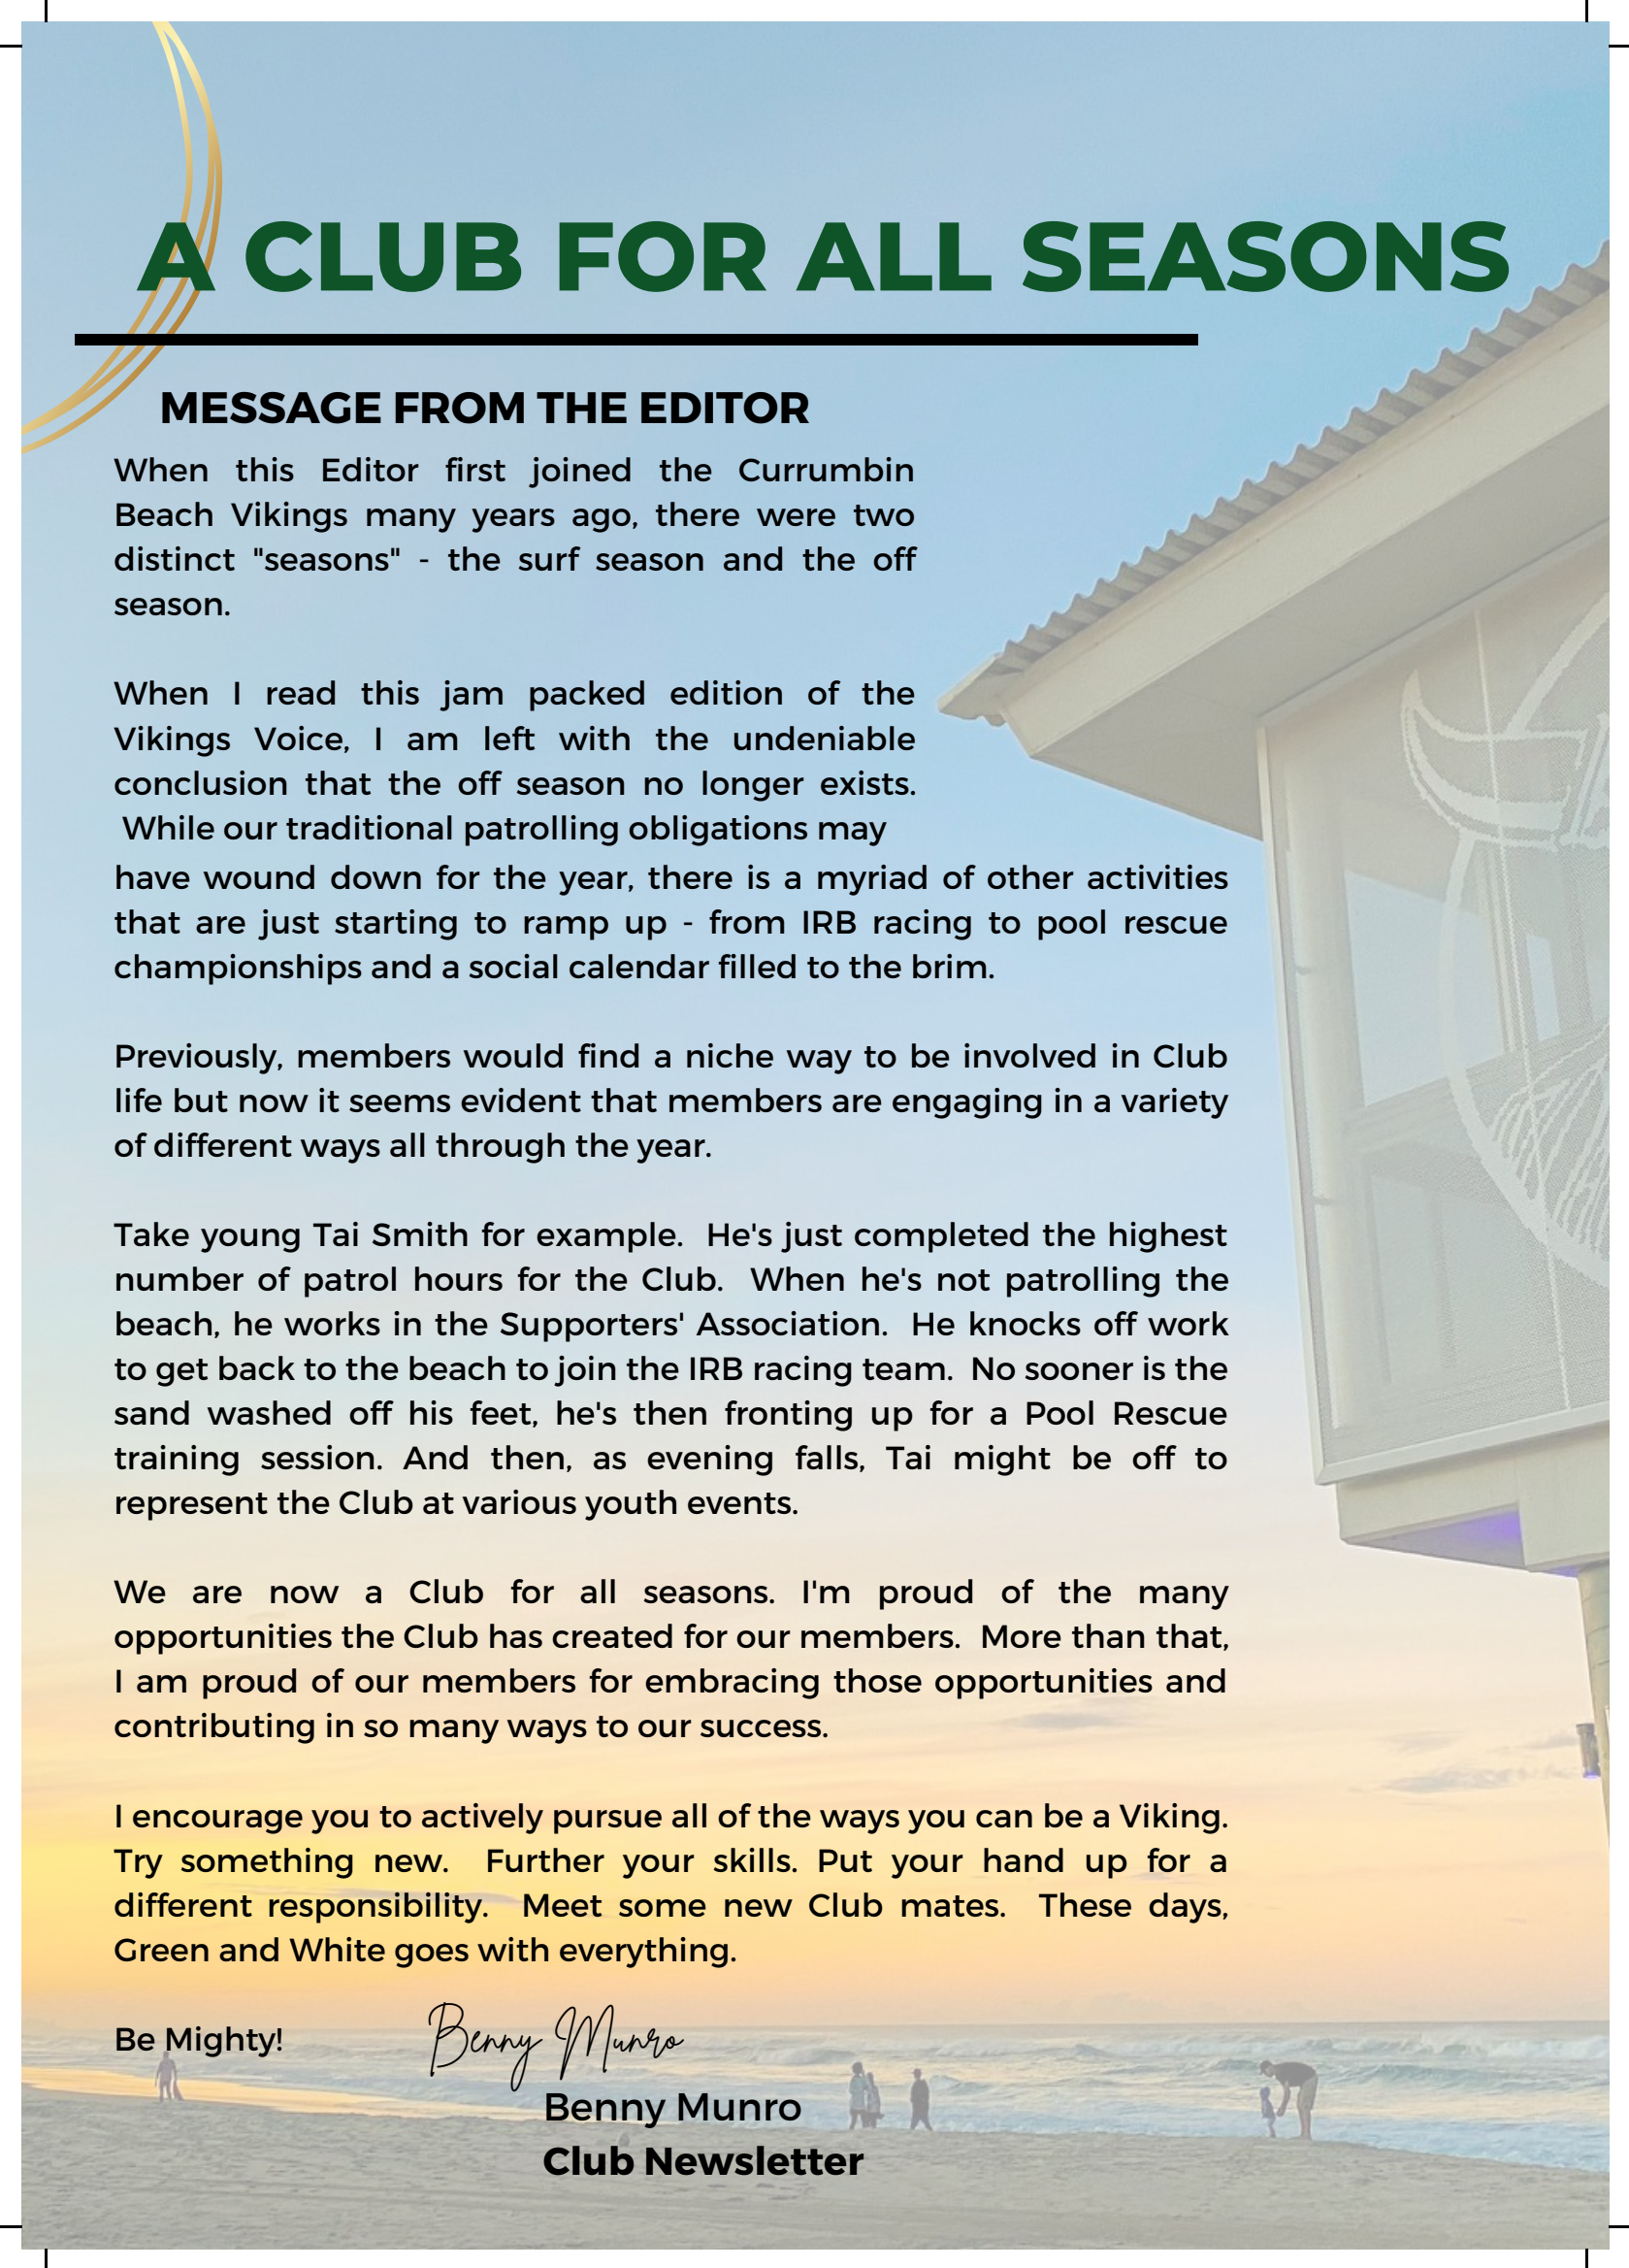 A CLUB FOR ALL SEASONS
MESSAGE FROM THE EDITOR
When this Editor first joined the Currumbin
Beach Vikings many years ago, there were two
distinct "seasons" - the surf season and the off
season.
When I read this jam packed edition of the
Vikings Voice, I am left with the undeniable
conclusion that the off season no longer exists.
While our traditional patrolling obligations may
have wound down for the year, there is a myriad of other activities
that are just starting to ramp up - from IRB racing to pool rescue
championships and a social calendar filled to the brim.
Previously, members would find a niche way to be involved in Club
life but now it seems evident that members are engaging in a variety
of different ways all through the year.
Take young Tai Smith for example. He's just completed the highest
number of patrol hours for the Club. When he's not patrolling the
beach, he works in the Supporters' Association. He knocks off work
to get back to the beach to join the IRB racing team. No sooner is the
sand washed off his feet, he's then fronting up for a Pool Rescue
training session. And then, as evening falls, Tai might be off to
represent the Club at various youth events.
We are now a Club for all seasons. I'm proud of the many
opportunities the Club has created for our members. More than that,
I am proud of our members for embracing those opportunities and
contributing in so many ways to our success.
I encourage you to actively pursue all of the ways you can be a Viking.
Try something new. Further your skills. Put your hand up for a
different responsibility. Meet some new Club mates. These days,
Green and White goes with everything.
Be Mighty!
Benny Munro
Benny Munro
Club Newsletter